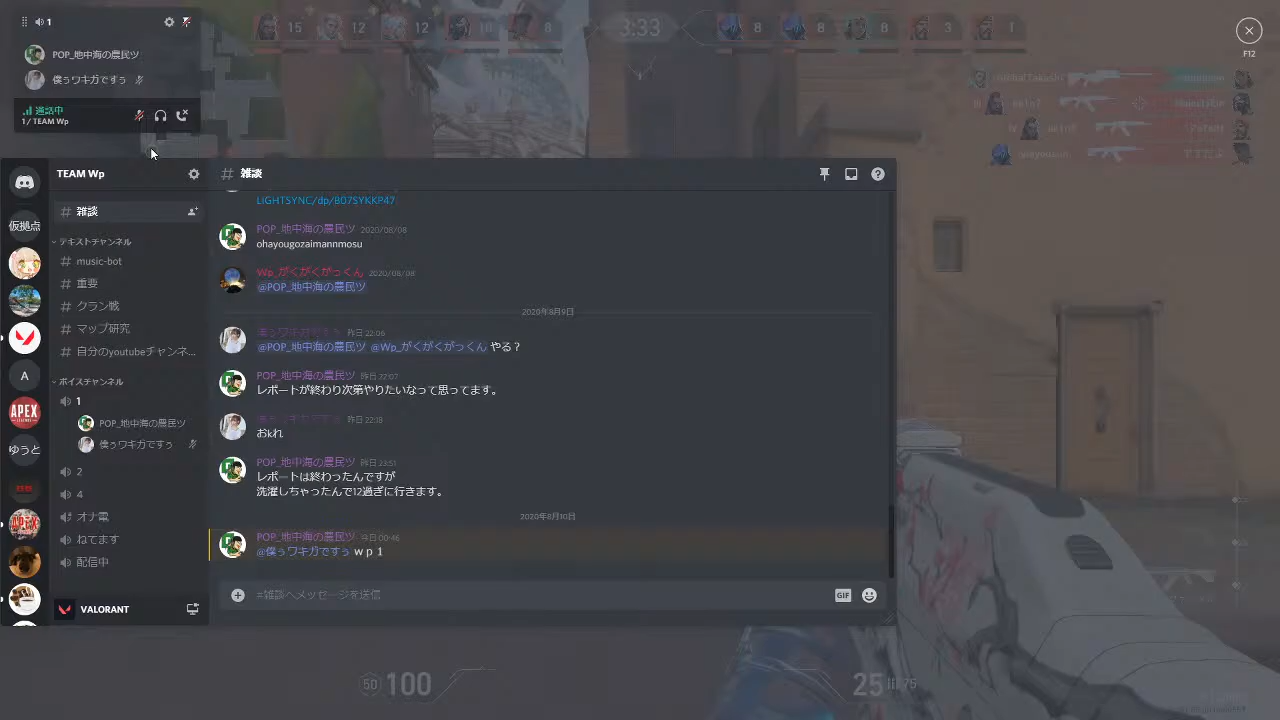 1
POP_地中海の農民ツ
僕ぅワキガですぅ
通話中
1 / TEAM Wp
15 12 12 10 8
3:33
8 8 8 3 1
F12
TEAM Wp
雑談
テキストチャンネル
music-bot
重要
クラン戦
マップ研究
自分のyoutubeチャンネ...
ボイスチャンネル
1
POP_地中海の農民ツ
僕ぅワキガですぅ
2
4
オナ電
ねてます
配信中
VALORANT
仮拠点
A
APEX
ゆうと
# 雑談
LIGHTSYNC/dp/B07SYKKP47
POP_地中海の農民ツ 2020/08/08
ohayougozaimannmosu
Wp_がくがくがっくん 2020/08/08
@POP_地中海の農民ツ
2020年8月9日
僕ぅワキガですぅ 昨日 22:06
@POP_地中海の農民ツ @Wp_がくがくがっくん やる？
POP_地中海の農民ツ 昨日 22:07
レポートが終わり次第やりたいなって思ってます。
僕ぅワキガですぅ 昨日 22:18
おkれ
POP_地中海の農民ツ 昨日 23:51
レポートは終わったんですが
洗濯しちゃったんで12過ぎに行きます。
2020年8月10日
POP_地中海の農民ツ 今日 00:46
@僕ぅワキガですぅ ｗｐ１
#雑談へメッセージを送信
GIF
50 100
25 75